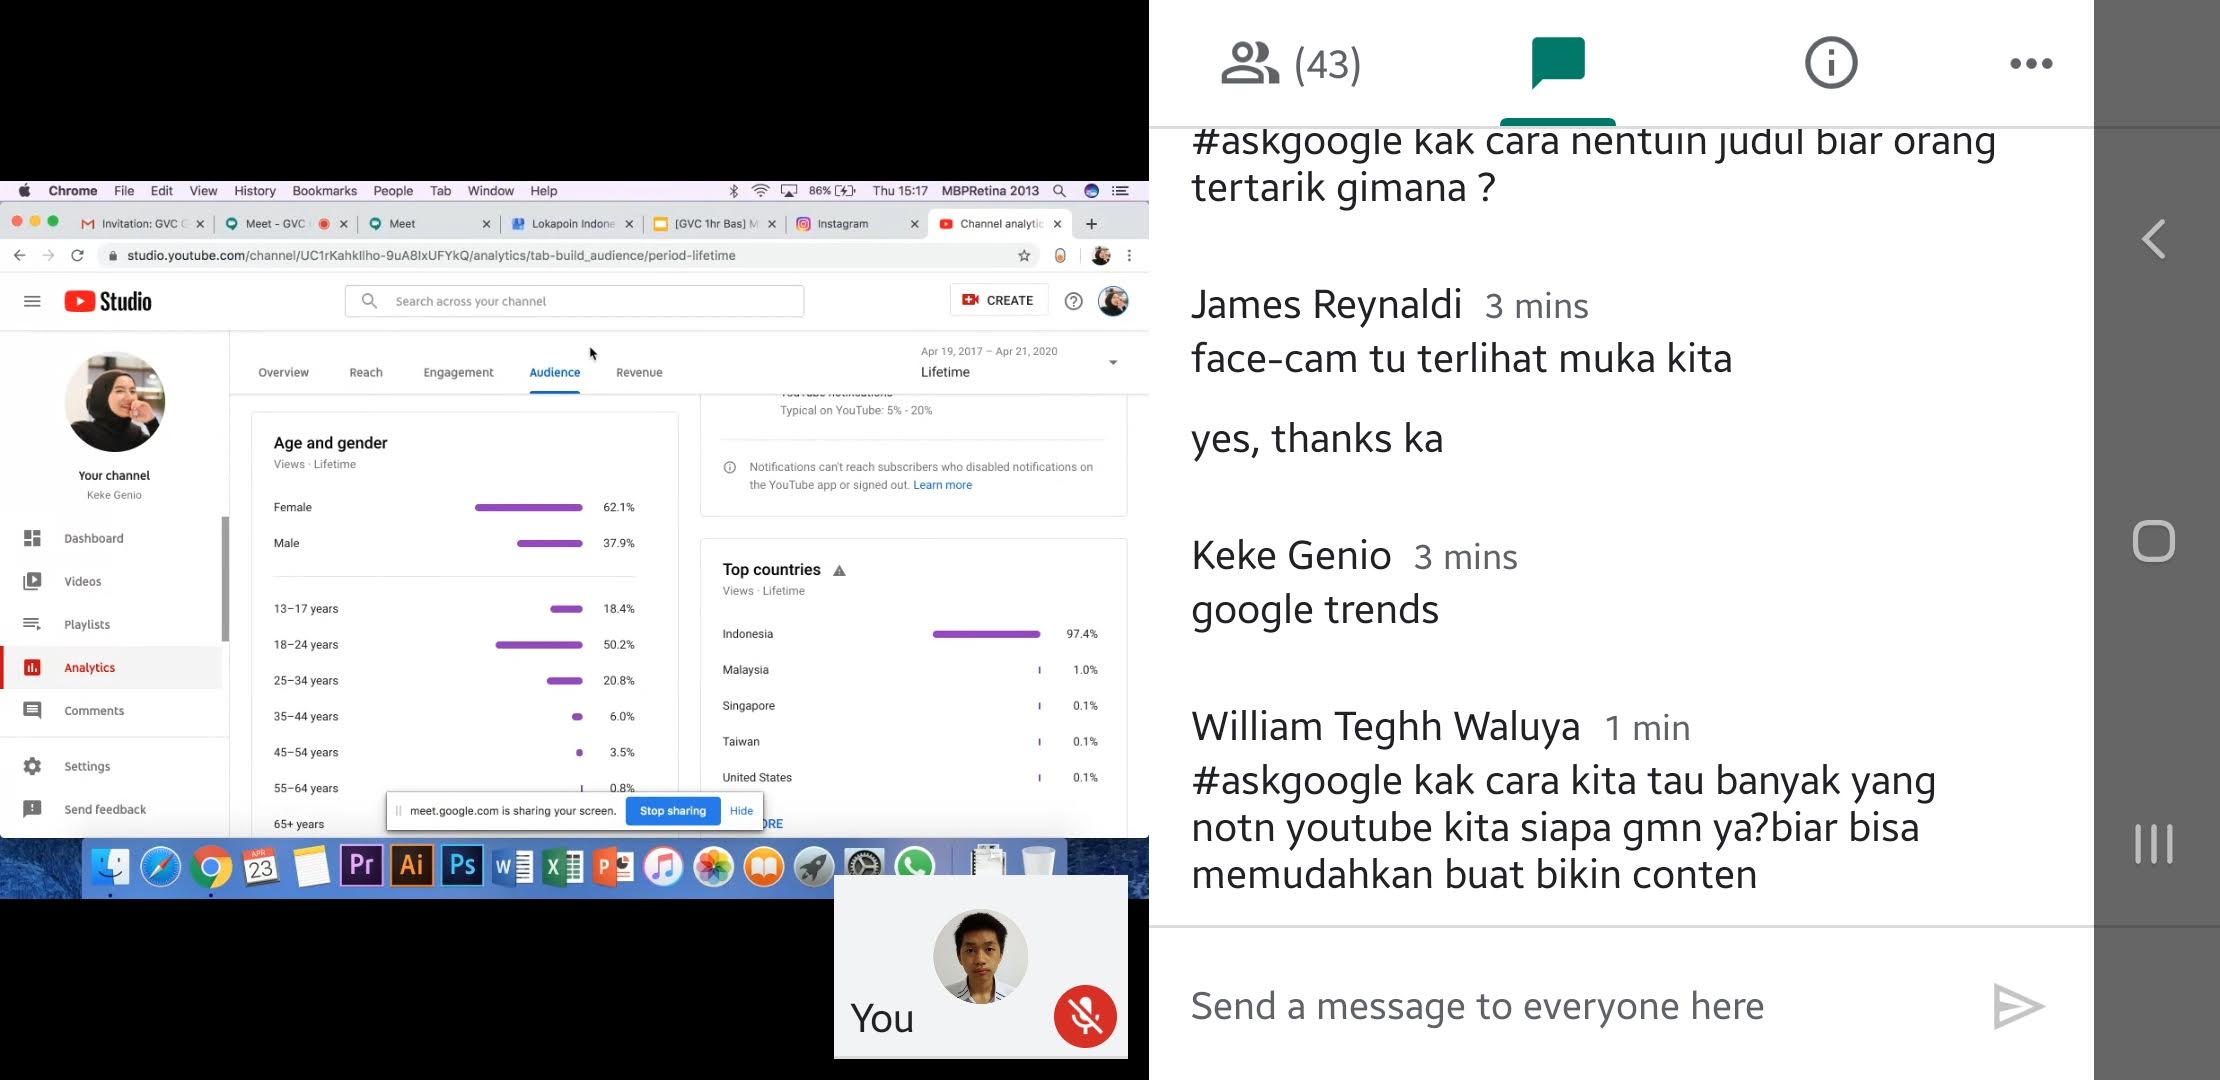 Chrome File Edit View History Bookmarks People Tab Window Help 86% Thu 15:17 MBPRetina 2013
Invitation: GVC Meet - GVC Meet Lokapoin Indone [GVC 1hr Bas] M Instagram Channel analytic
studio.youtube.com/channel/UC1rKahkIlho-9uA8IxUFYkQ/analytics/tab-build_audience/period-lifetime
Studio
Search across your channel
CREATE
Your channel
Keke Genio
Dashboard
Videos
Playlists
Analytics
Comments
Settings
Send feedback
Overview Reach Engagement Audience Revenue
Apr 19, 2017 – Apr 21, 2020
Lifetime
Age and gender
Views · Lifetime
Female 62.1%
Male 37.9%
13–17 years 18.4%
18–24 years 50.2%
25–34 years 20.8%
35–44 years 6.0%
45–54 years 3.5%
55–64 years 0.8%
65+ years
YouTube notifications
Typical on YouTube: 5% - 20%
Notifications can't reach subscribers who disabled notifications on
the YouTube app or signed out. Learn more
Top countries
Views · Lifetime
Indonesia 97.4%
Malaysia 1.0%
Singapore 0.1%
Taiwan 0.1%
United States 0.1%
meet.google.com is sharing your screen. Stop sharing Hide
APR
23
Pr Ai Ps W X P
You
(43)
#askgoogle kak cara nentuin judul biar orang
tertarik gimana ?
James Reynaldi 3 mins
face-cam tu terlihat muka kita
yes, thanks ka
Keke Genio 3 mins
google trends
William Teghh Waluya 1 min
#askgoogle kak cara kita tau banyak yang
notn youtube kita siapa gmn ya?biar bisa
memudahkan buat bikin conten
Send a message to everyone here